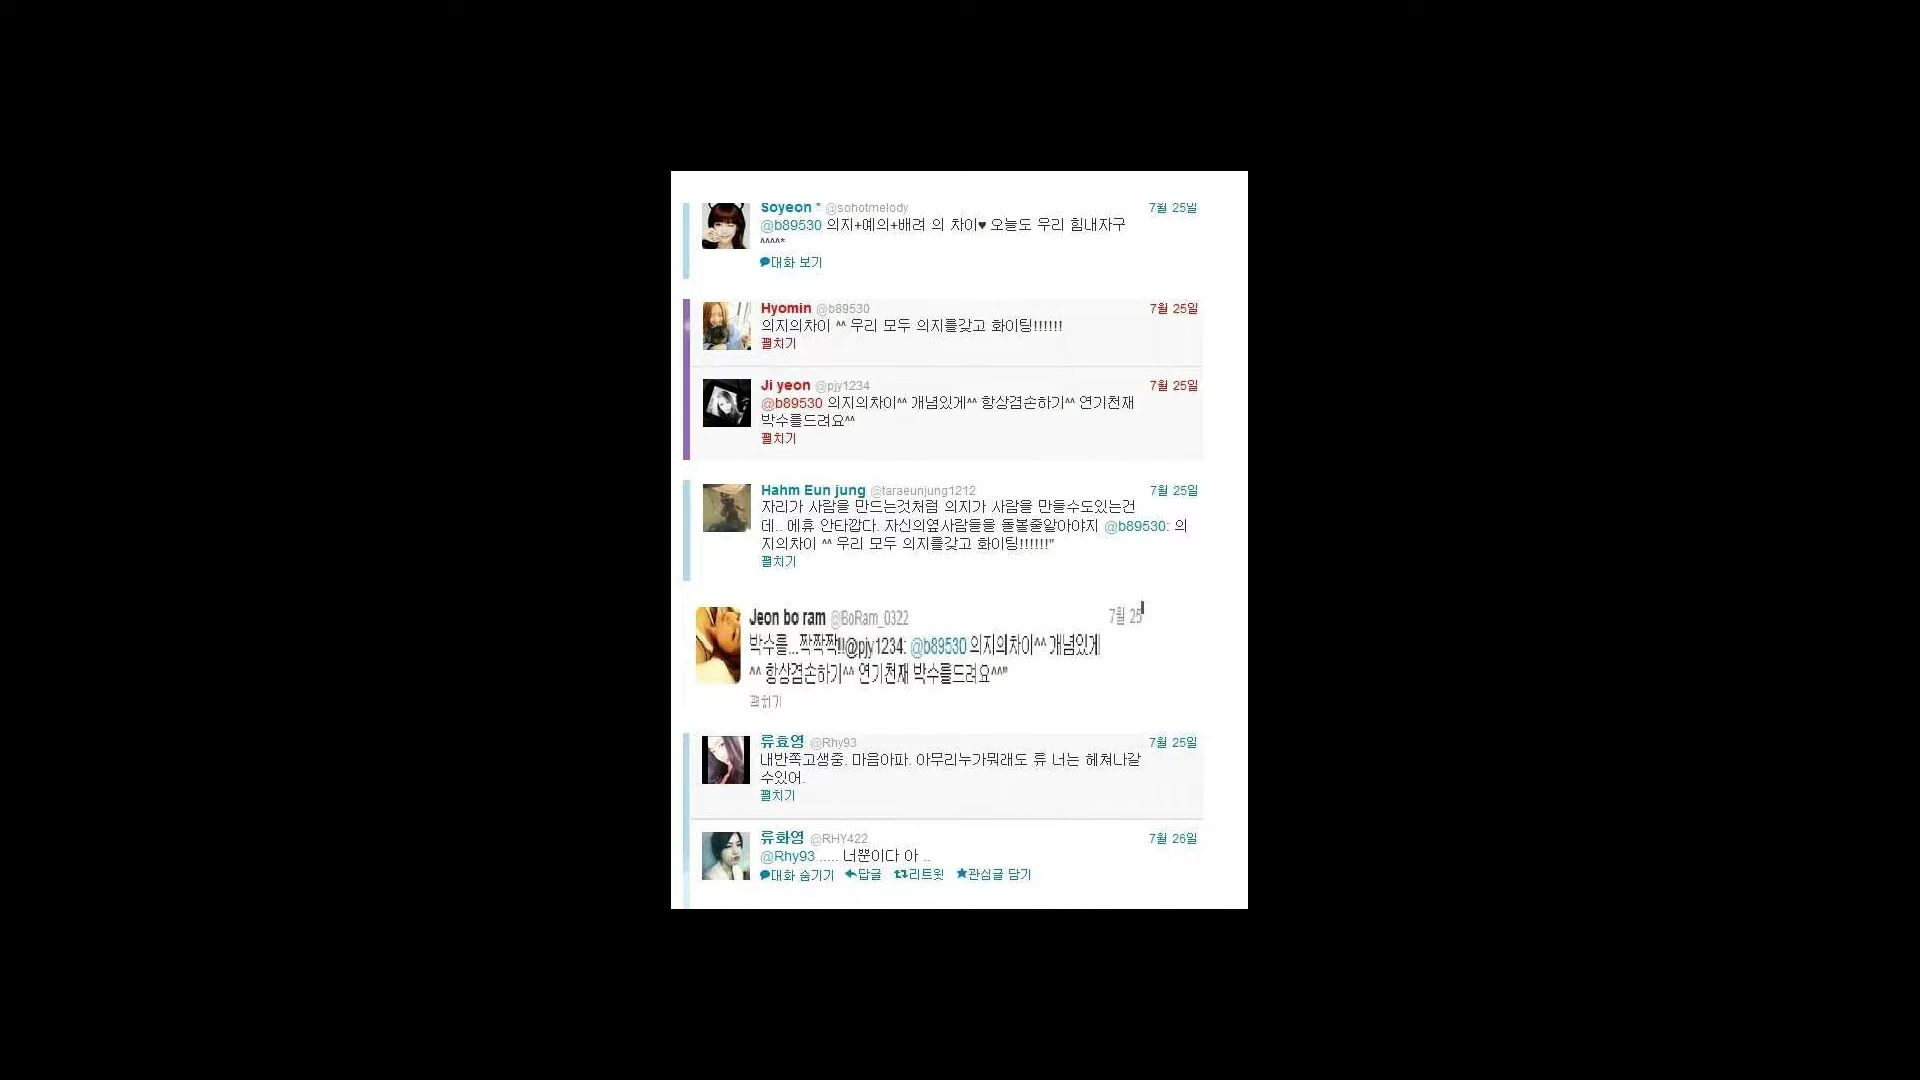 Soyeon * @sohotmelody 7월 25일
@b89530 의지+예의+배려 의 차이♥ 오늘도 우리 힘내자구
^^^^*
대화 보기
Hyomin @b89530 7월 25일
의지의차이 ^^ 우리 모두 의지를갖고 화이팅!!!!!!
펼치기
Ji yeon @pjy1234 7월 25일
@b89530 의지의차이^^ 개념있게^^ 항상겸손하기^^ 연기천재
박수를드려요^^
펼치기
Hahm Eun jung @taraeunjung1212 7월 25일
자리가 사람을 만드는것처럼 의지가 사람을 만들수도있는건
데.. 에휴 안타깝다. 자신의옆사람들을 돌볼줄알아야지 @b89530: 의
지의차이 ^^ 우리 모두 의지를갖고 화이팅!!!!!!"
펼치기
Jeon bo ram @BoRam_0322 7월 25
박수를...짝짝짝!!@pjy1234: @b89530 의지의차이^^ 개념있게
^^ 항상겸손하기^^ 연기천재 박수를드려요^^"
펼치기
류효영 @Rhy93 7월 25일
내반쪽고생중. 마음아파. 아무리누가뭐래도 류 너는 헤쳐나갈
수있어.
펼치기
류화영 @RHY422 7월 26일
@Rhy93 ..... 너뿐이다 아 ..
대화 숨기기 답글 리트윗 관심글 담기